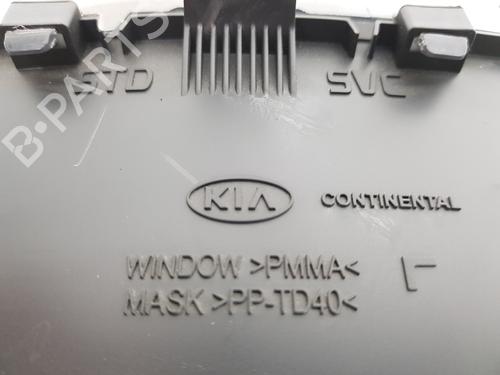 STD SVC
B-PARTS
KIA CONTINENTAL
WINDOW >PMMA<
MASK >PP-TD40<